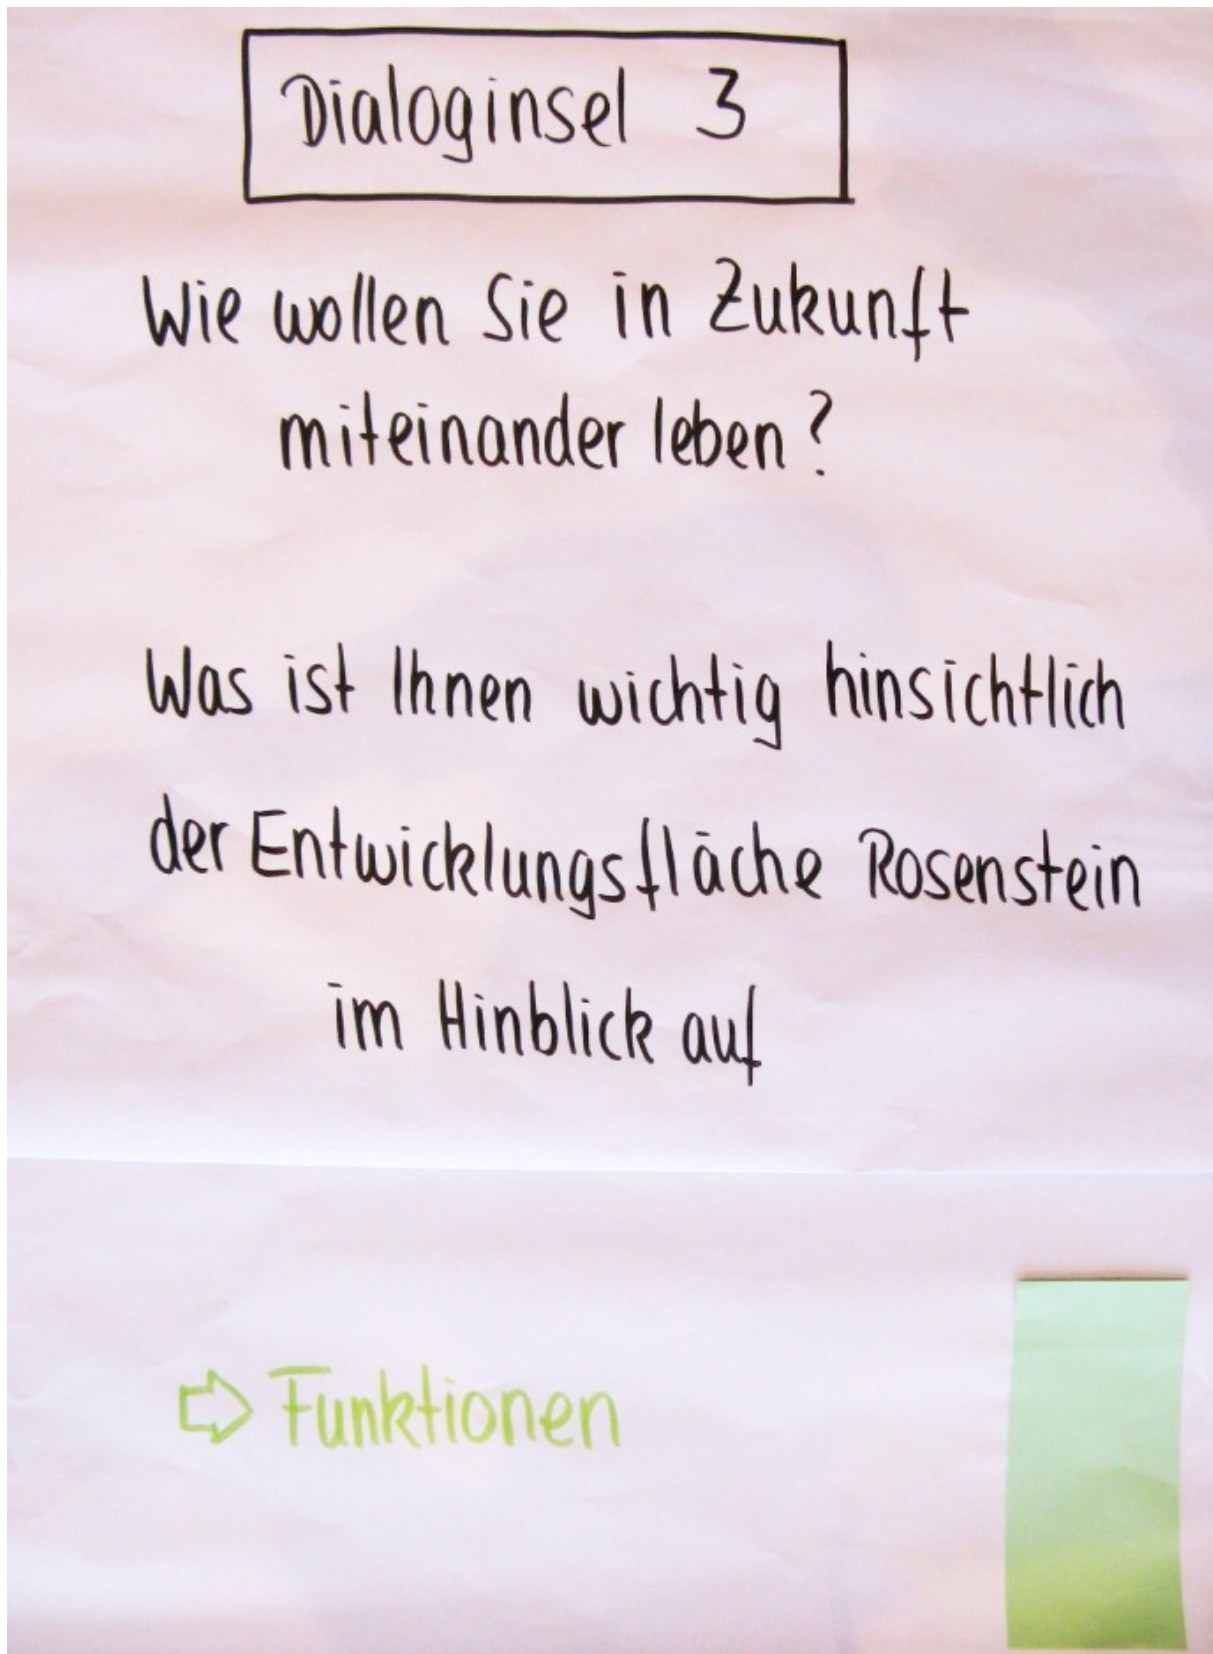 Dialoginsel 3
Wie wollen Sie in Zukunft
miteinander leben?
Was ist Ihnen wichtig hinsichtlich
der Entwicklungsfläche Rosenstein
im Hinblick auf
⇨ Funktionen